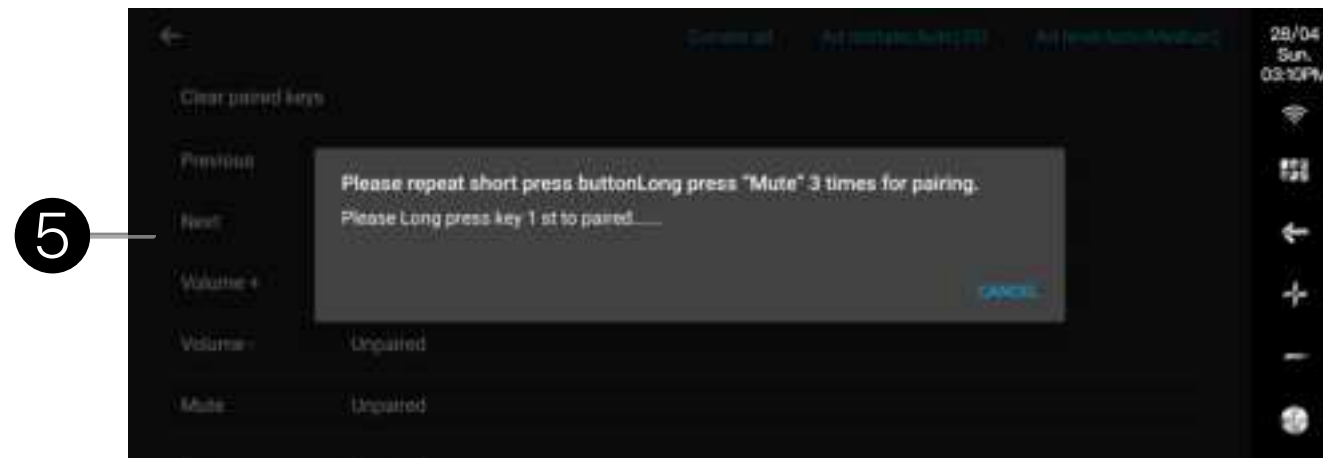 28/04
Sun.
03:10PM
Clear paired keys
Previous
Please repeat short press buttonLong press "Mute" 3 times for pairing.
Please Long press key 1 st to paired......
5
Next
Volume +
CANCEL
Volume -
Unpaired
Mute
Unpaired